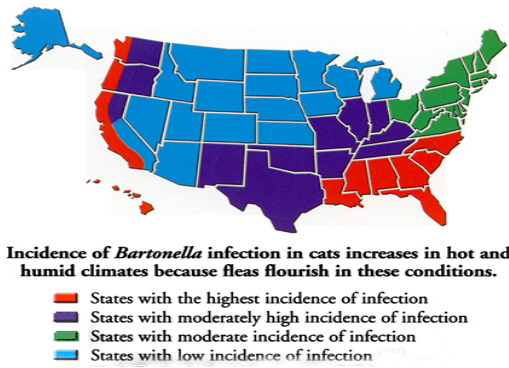 Incidence of Bartonella infection in cats increases in hot and
humid climates because fleas flourish in these conditions.
States with the highest incidence of infection
States with moderately high incidence of infection
States with moderate incidence of infection
States with low incidence of infection